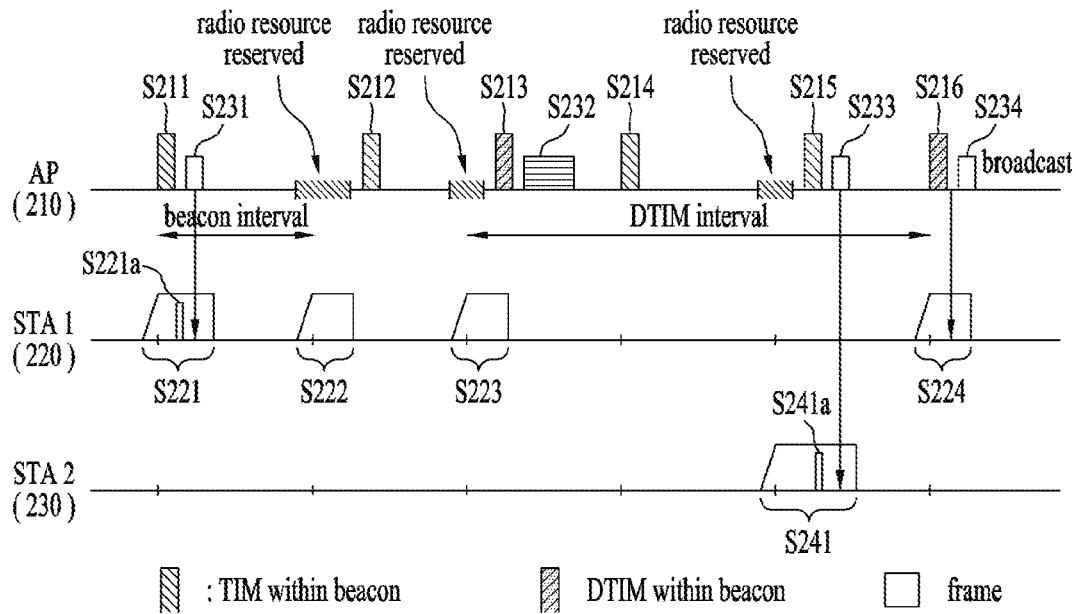 radio resource reserved
radio resource reserved
radio resource reserved
S211
S231
S212
S213
S232
S214
S215
S233
S216
S234
broadcast
AP
( 210 )
beacon interval
DTIM interval
S221a
STA 1
( 220 )
S221
S222
S223
S224
S241a
STA 2
( 230 )
S241
: TIM within beacon
DTIM within beacon
frame